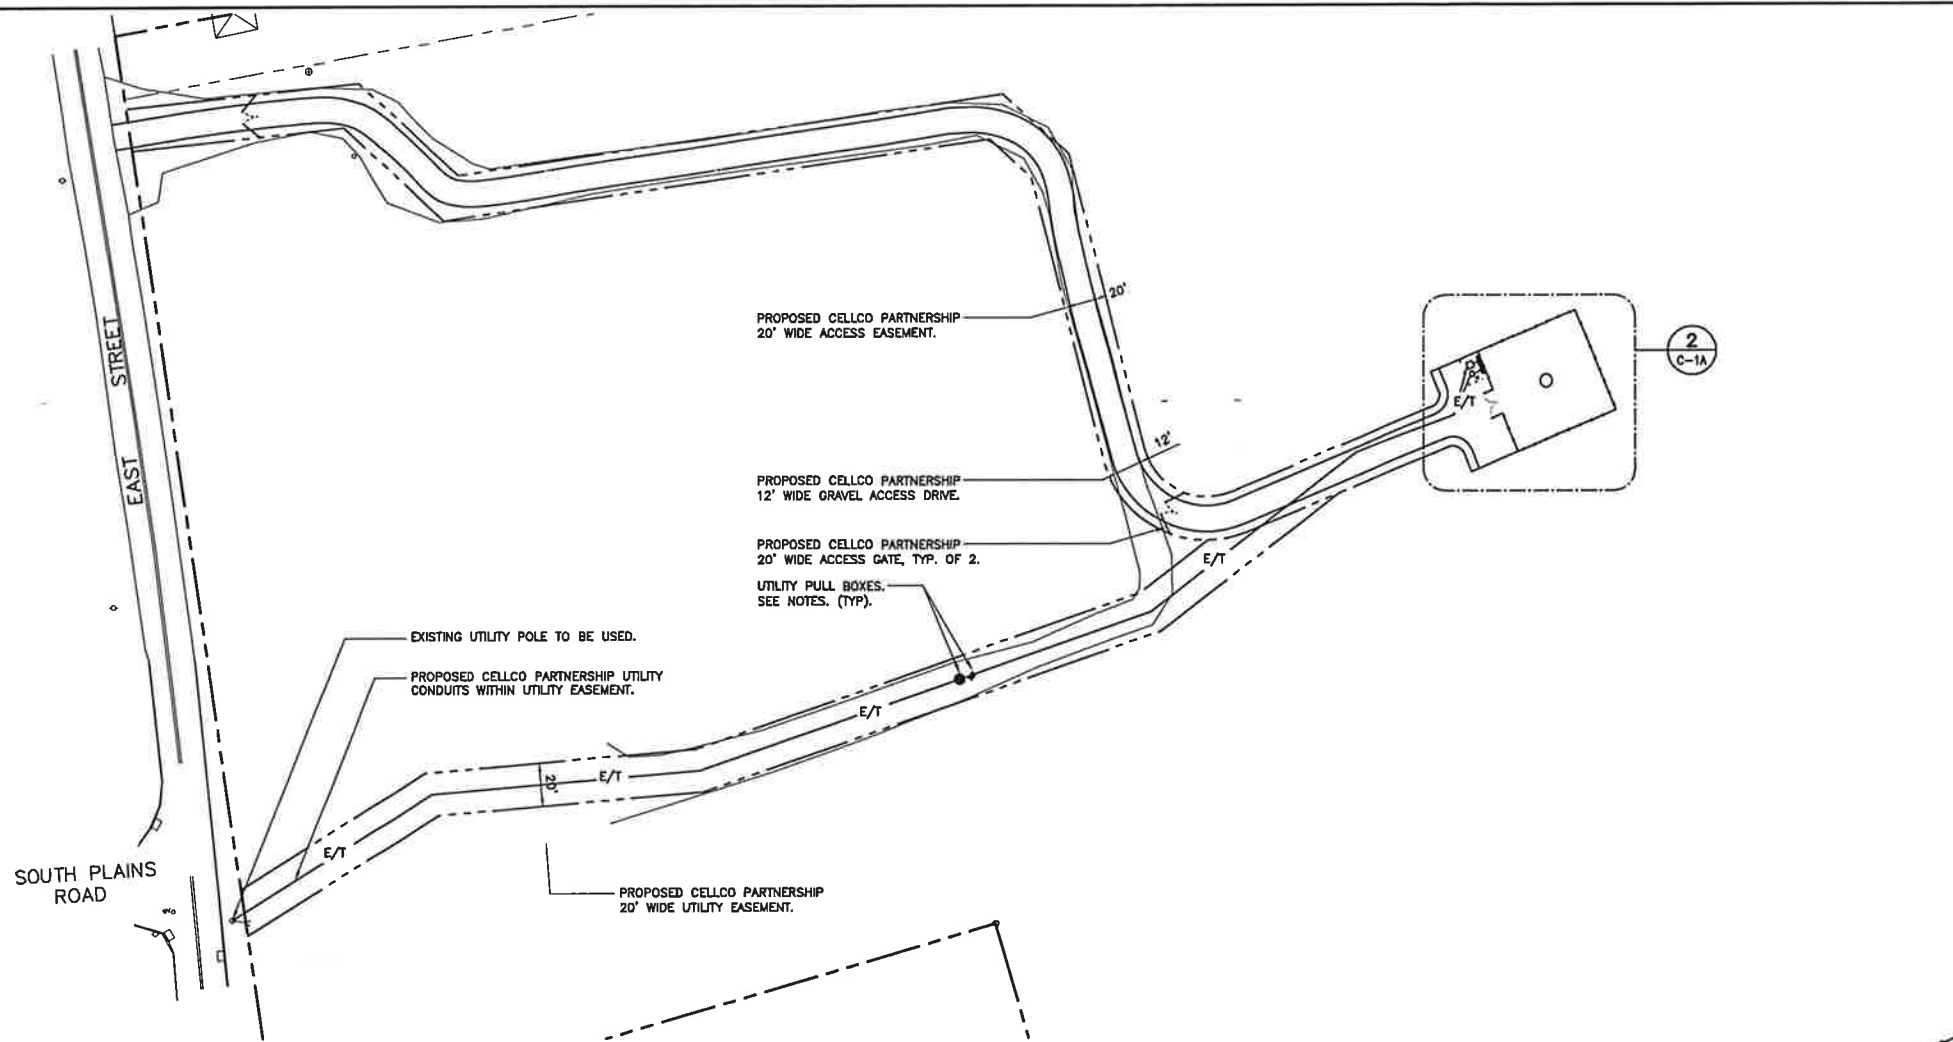 PROPOSED CELLCO PARTNERSHIP
20' WIDE ACCESS EASEMENT.
20'
2
C-1A
E/T
EAST STREET
12'
PROPOSED CELLCO PARTNERSHIP
12' WIDE GRAVEL ACCESS DRIVE.
PROPOSED CELLCO PARTNERSHIP
20' WIDE ACCESS GATE, TYP. OF 2.
E/T
UTILITY PULL BOXES.
SEE NOTES. (TYP).
EXISTING UTILITY POLE TO BE USED.
PROPOSED CELLCO PARTNERSHIP UTILITY
CONDUITS WITHIN UTILITY EASEMENT.
E/T
E/T
20'
E/T
SOUTH PLAINS
ROAD
PROPOSED CELLCO PARTNERSHIP
20' WIDE UTILITY EASEMENT.